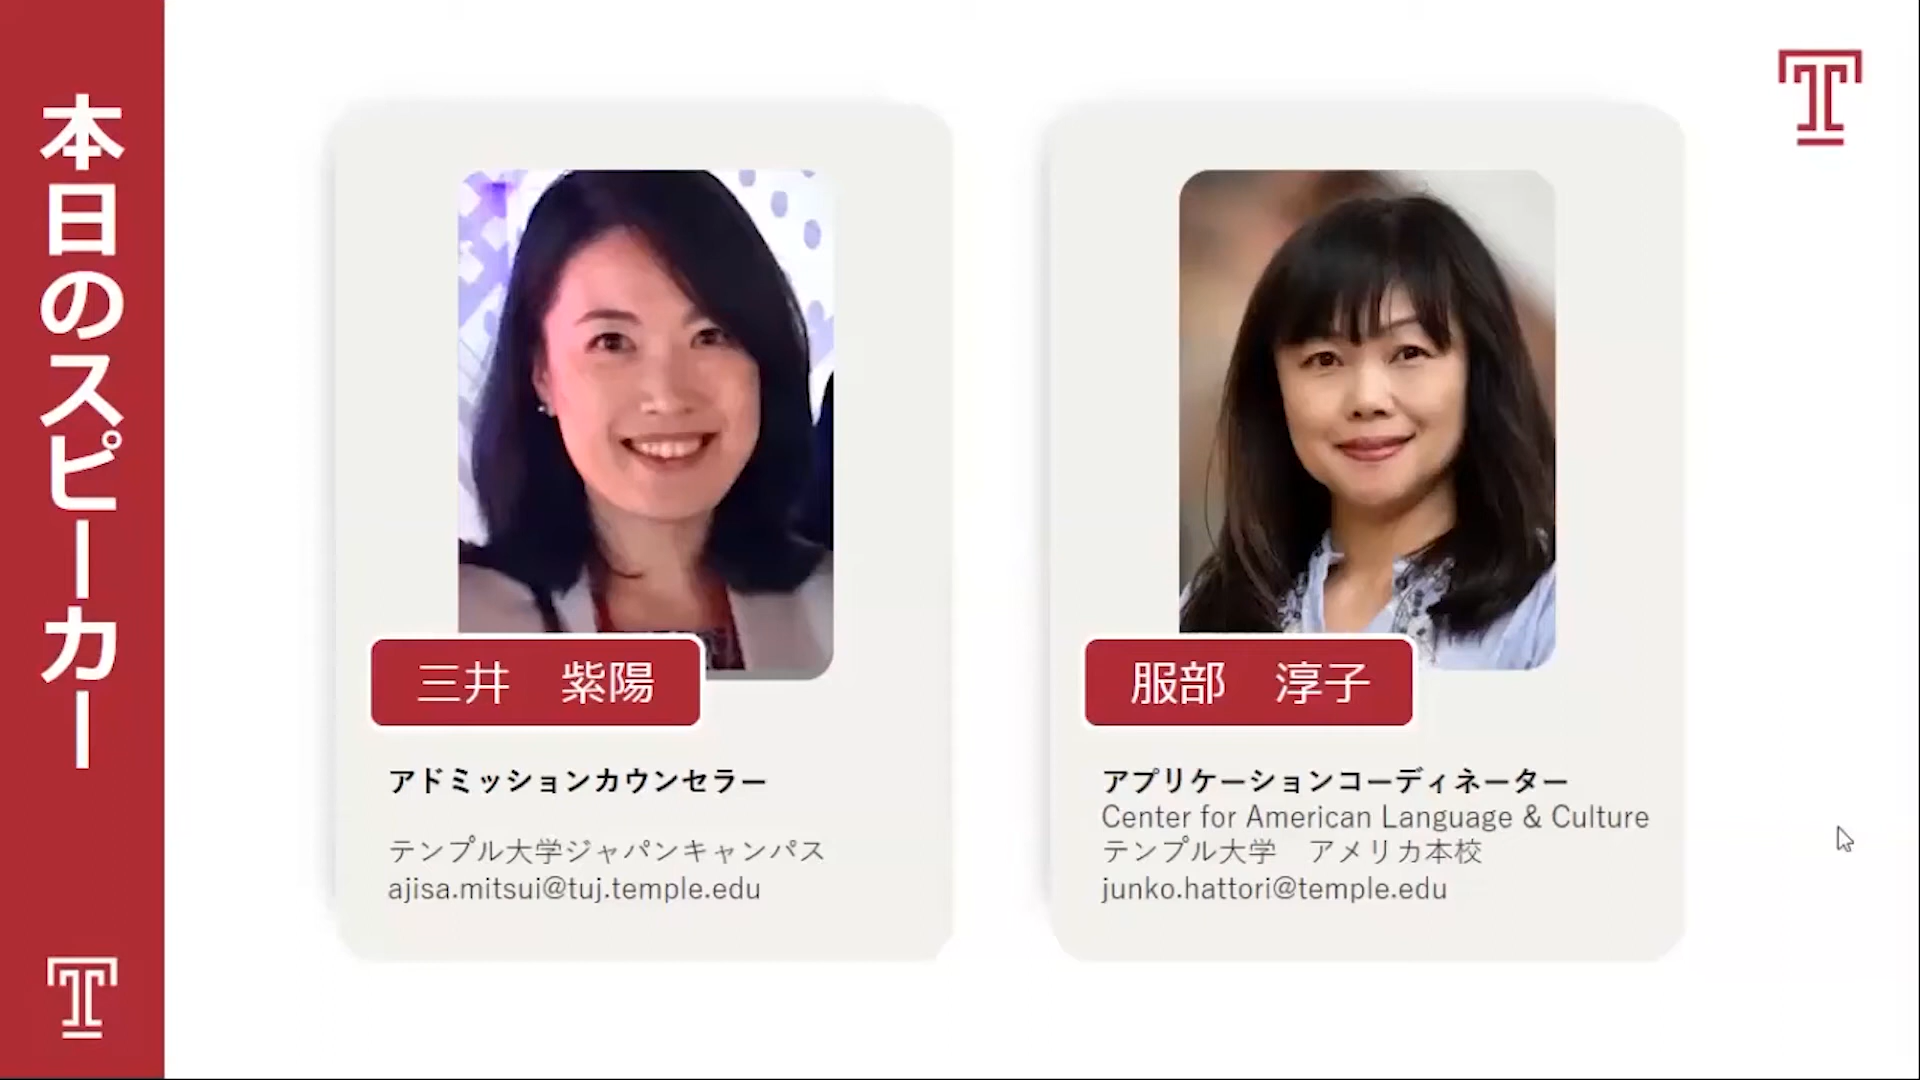 本日のスピーカー
三井　紫陽
アドミッションカウンセラー
テンプル大学ジャパンキャンパス
ajisa.mitsui@tuj.temple.edu
服部　淳子
アプリケーションコーディネーター
Center for American Language & Culture
テンプル大学　アメリカ本校
junko.hattori@temple.edu